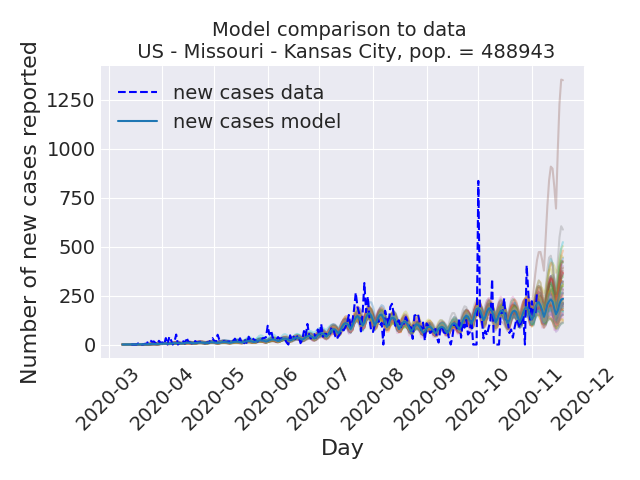 Model comparison to data
US - Missouri - Kansas City, pop. = 488943
Number of new cases reported
1250
1000
750
500
250
0
new cases data
new cases model
2020-03
2020-04
2020-05
2020-06
2020-07
2020-08
2020-09
2020-10
2020-11
2020-12
Day